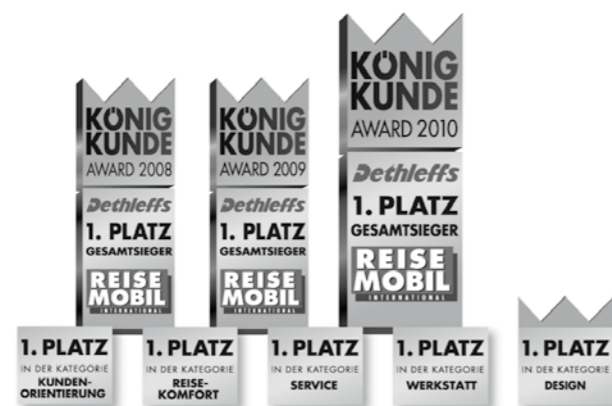 KÖNIG
KUNDE
AWARD 2008
Dethleffs
1. PLATZ
GESAMTSIEGER
REISE
MOBIL
INTERNATIONAL
KÖNIG
KUNDE
AWARD 2009
Dethleffs
1. PLATZ
GESAMTSIEGER
REISE
MOBIL
INTERNATIONAL
KÖNIG
KUNDE
AWARD 2010
Dethleffs
1. PLATZ
GESAMTSIEGER
REISE
MOBIL
INTERNATIONAL
1. PLATZ
IN DER KATEGORIE
KUNDEN-
ORIENTIERUNG
1. PLATZ
IN DER KATEGORIE
REISE-
KOMFORT
1. PLATZ
IN DER KATEGORIE
SERVICE
1. PLATZ
IN DER KATEGORIE
WERKSTATT
1. PLATZ
IN DER KATEGORIE
DESIGN